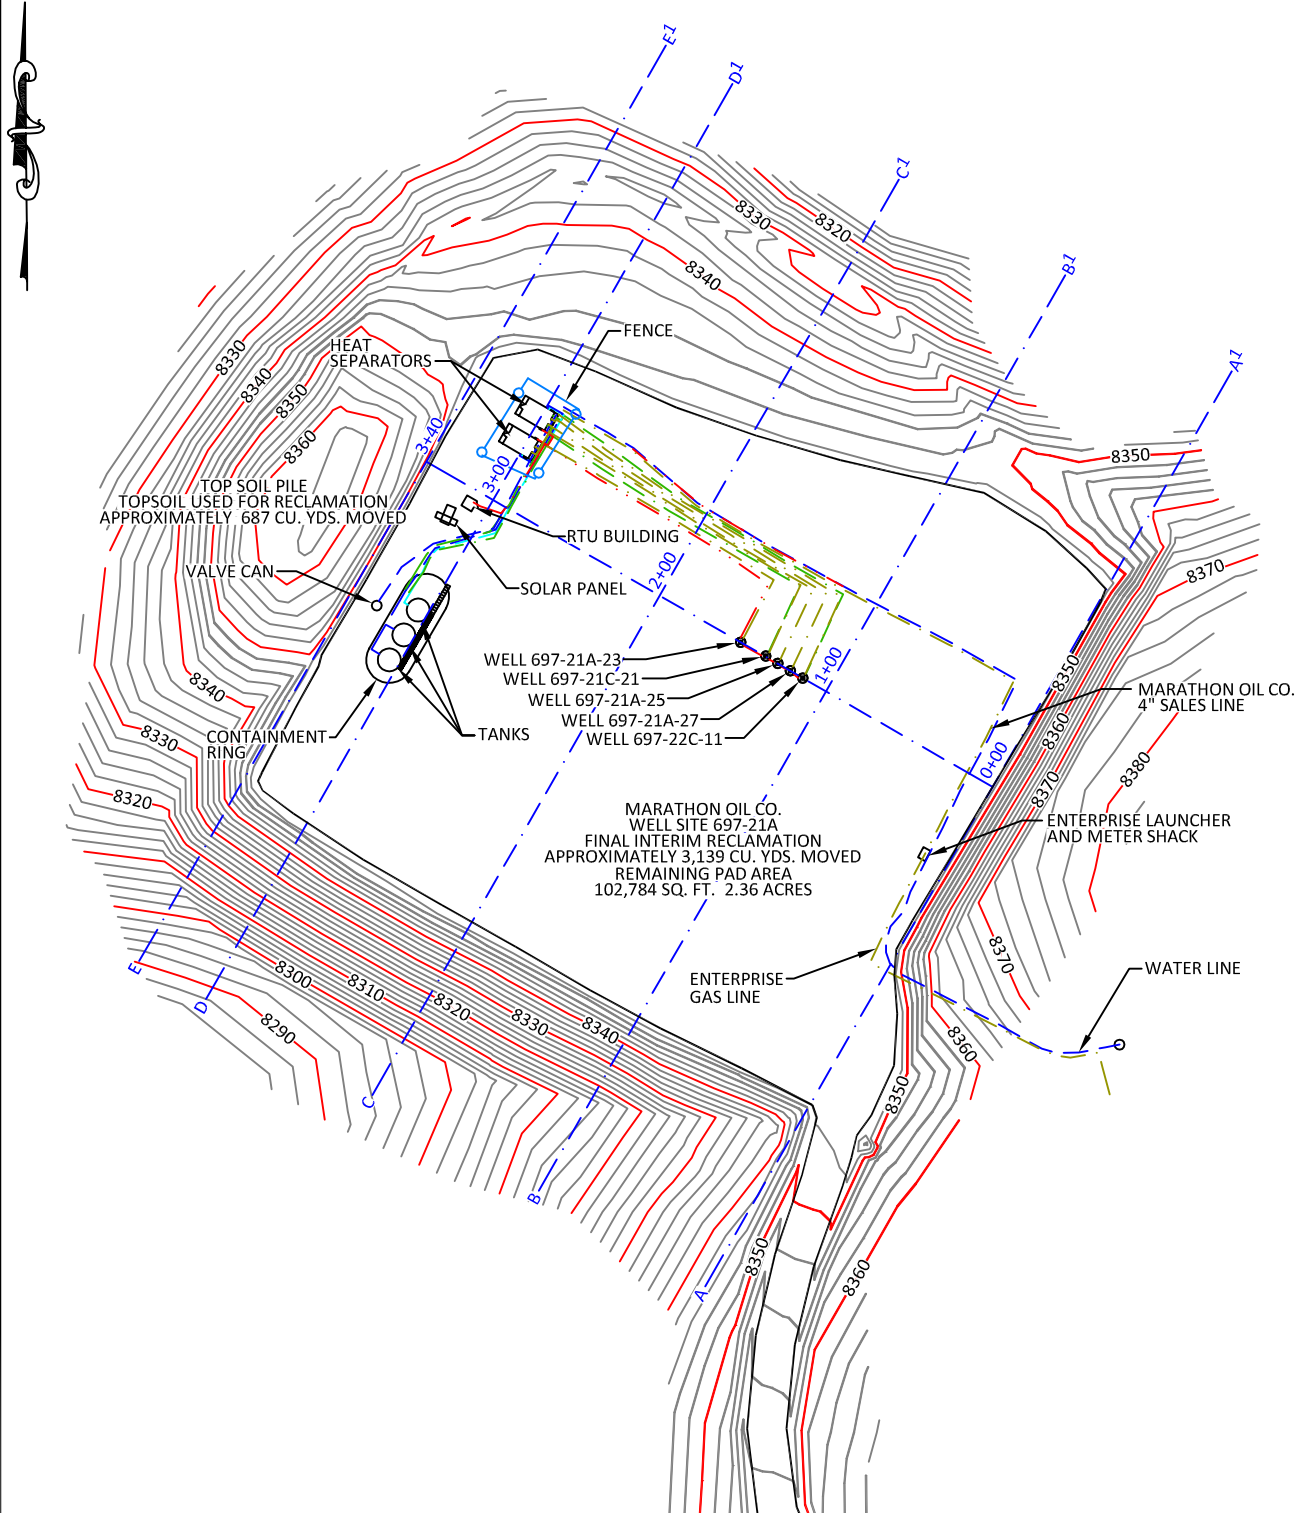 E1
D1
C1
B1
A1
8330
8320
8340
FENCE
HEAT
SEPARATORS
8330
8340
8350
8360
3+40
3+00
8350
TOP SOIL PILE
TOPSOIL USED FOR RECLAMATION
APPROXIMATELY 687 CU. YDS. MOVED
RTU BUILDING
VALVE CAN
SOLAR PANEL
2+00
8370
WELL 697-21A-23
WELL 697-21C-21
WELL 697-21A-25
WELL 697-21A-27
WELL 697-22C-11
1+00
8350
8360
8370
8380
MARATHON OIL CO.
4" SALES LINE
8340
8330
8320
CONTAINMENT
RING
TANKS
0+00
MARATHON OIL CO.
WELL SITE 697-21A
FINAL INTERIM RECLAMATION
APPROXIMATELY 3,139 CU. YDS. MOVED
REMAINING PAD AREA
102,784 SQ. FT. 2.36 ACRES
ENTERPRISE LAUNCHER
AND METER SHACK
ENTERPRISE
GAS LINE
8370
WATER LINE
E
D
C
B
A
8300
8310
8320
8330
8340
8290
8360
8350
8350
8360